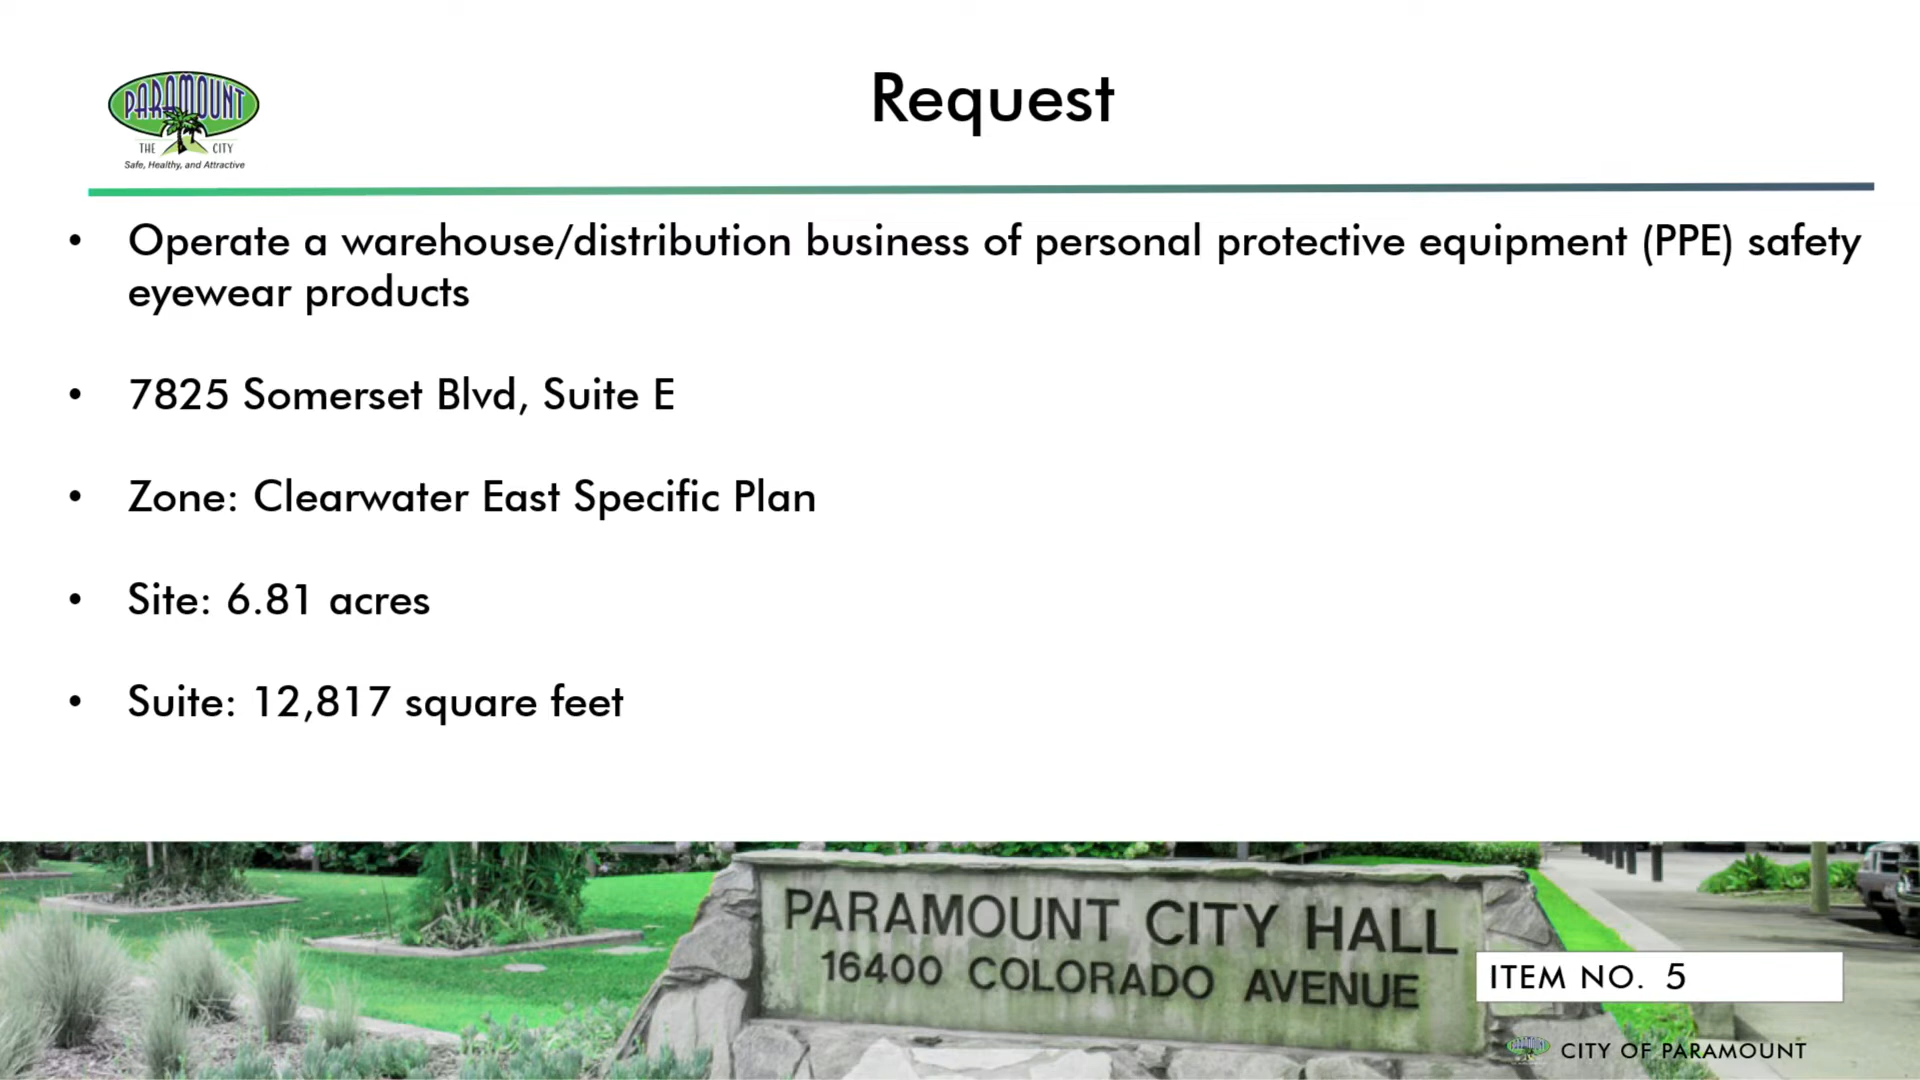 PARAMOUNT
THE CITY
Safe, Healthy, and Attractive
Request
• Operate a warehouse/distribution business of personal protective equipment (PPE) safety
eyewear products
• 7825 Somerset Blvd, Suite E
• Zone: Clearwater East Specific Plan
• Site: 6.81 acres
• Suite: 12,817 square feet
PARAMOUNT CITY HALL
16400 COLORADO AVENUE
ITEM NO. 5
PARAMOUNT
CITY OF PARAMOUNT